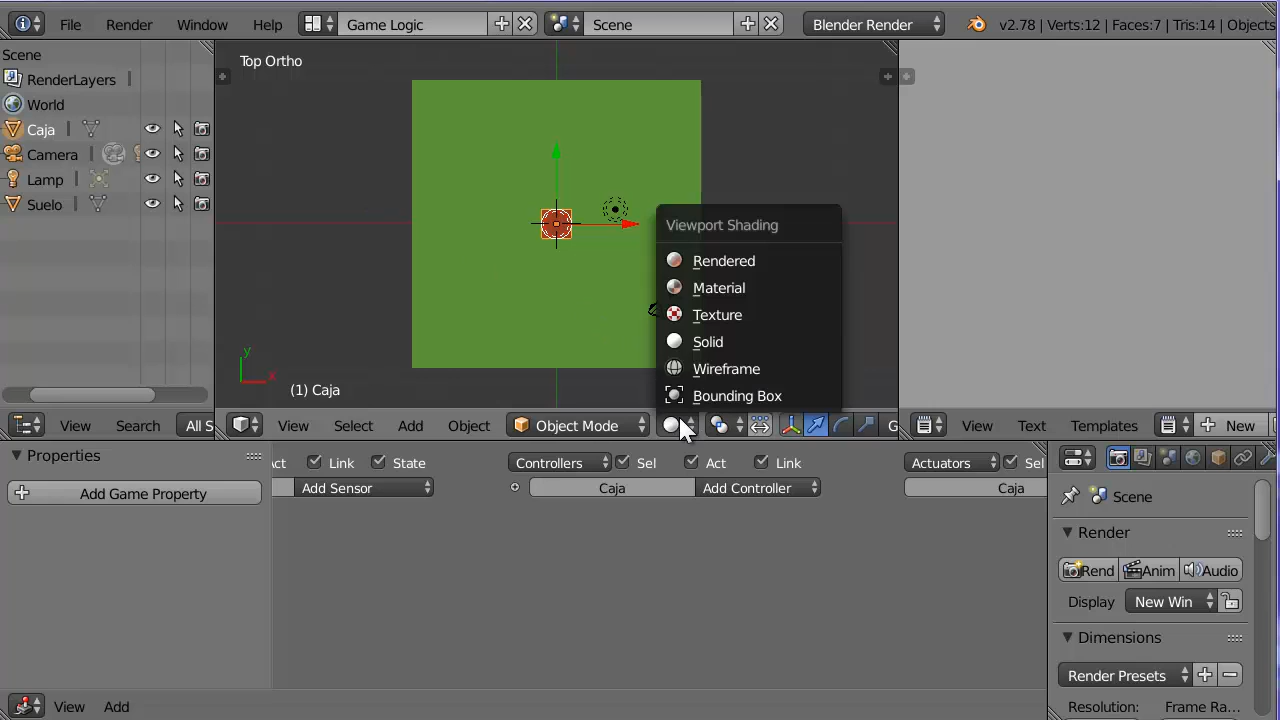 File Render Window Help Game Logic Scene Blender Render v2.78 | Verts:12 | Faces:7 | Tris:14 | Objects
Scene
RenderLayers
World
Caja
Camera
Lamp
Suelo
Top Ortho
y
x
(1) Caja
Viewport Shading
Rendered
Material
Texture
Solid
Wireframe
Bounding Box
View Search All S
View Select Add Object Object Mode G
View Text Templates New
Properties
Add Game Property
Act Link State Controllers Sel Act Link Actuators Sel
Add Sensor Caja Add Controller Caja
Scene
Render
Rend Anim Audio
Display New Win
Dimensions
Render Presets
Resolution: Frame Ra...
View Add